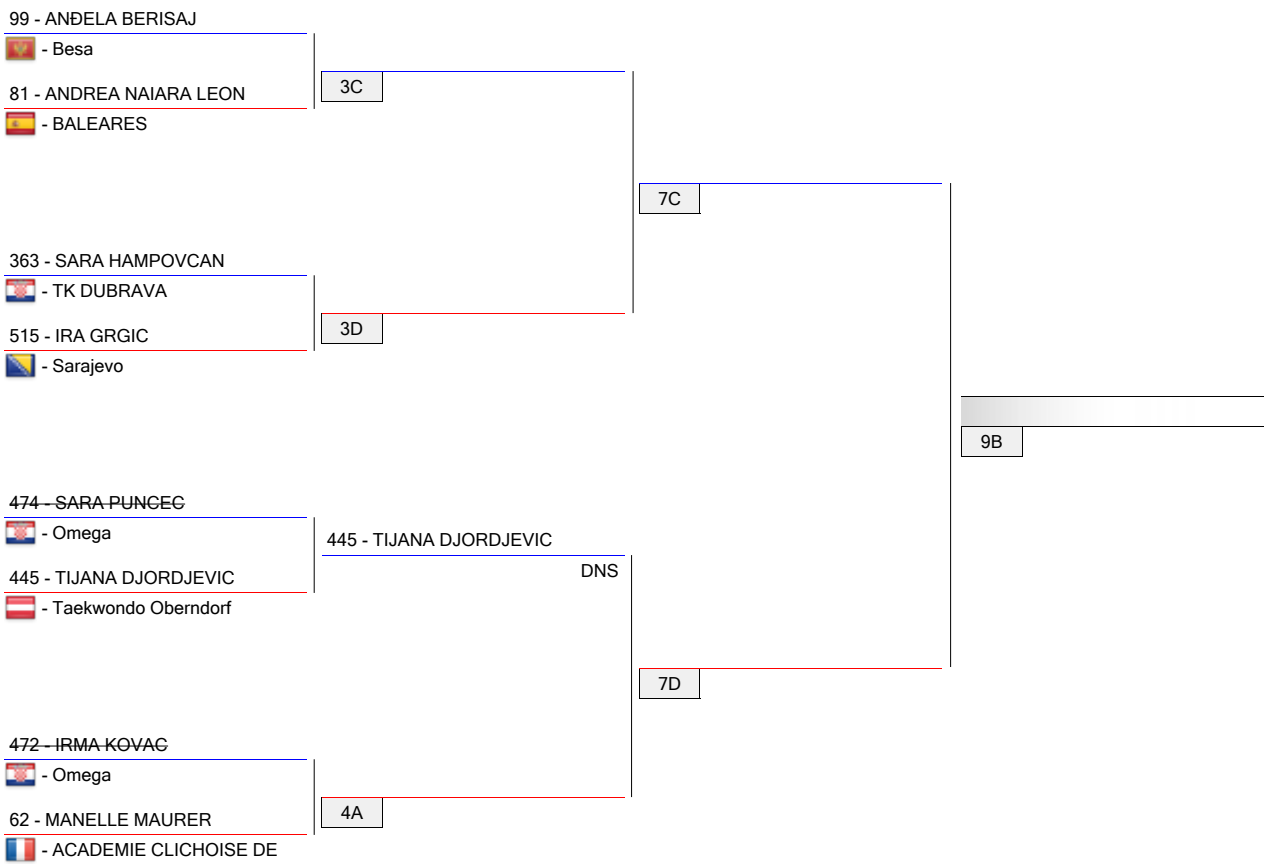 99 - ANĐELA BERISAJ
- Besa
81 - ANDREA NAIARA LEON
- BALEARES
3C
7C
363 - SARA HAMPOVCAN
- TK DUBRAVA
515 - IRA GRGIC
- Sarajevo
3D
9B
474 - SARA PUNCEC
- Omega
445 - TIJANA DJORDJEVIC
- Taekwondo Oberndorf
445 - TIJANA DJORDJEVIC
DNS
7D
472 - IRMA KOVAC
- Omega
62 - MANELLE MAURER
- ACADEMIE CLICHOISE DE
4A